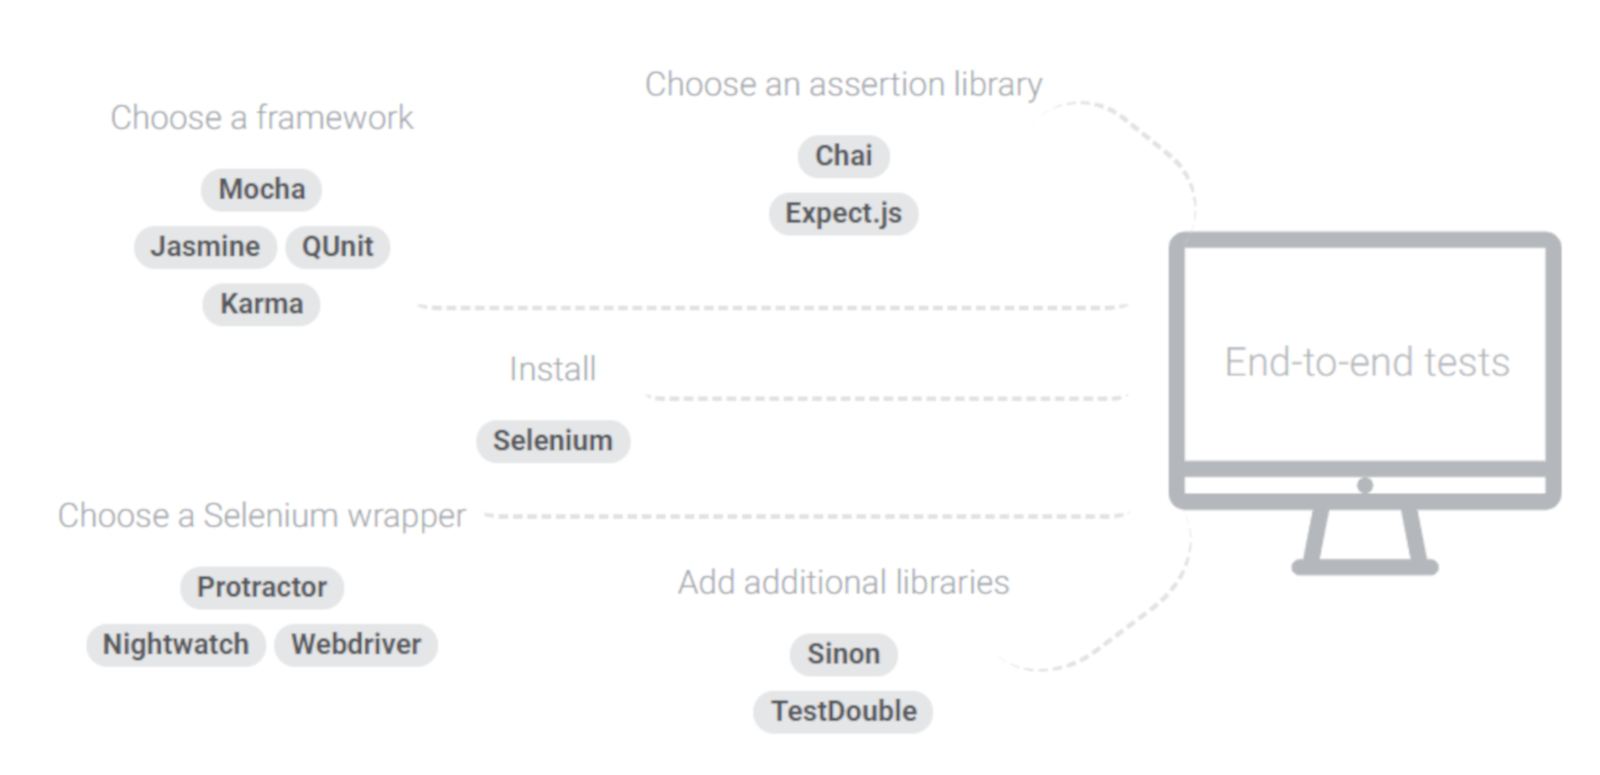 Choose a framework
Mocha
Jasmine QUnit
Karma
Choose an assertion library
Chai
Expect.js
Install
Selenium
Choose a Selenium wrapper
Protractor
Nightwatch Webdriver
Add additional libraries
Sinon
TestDouble
End-to-end tests